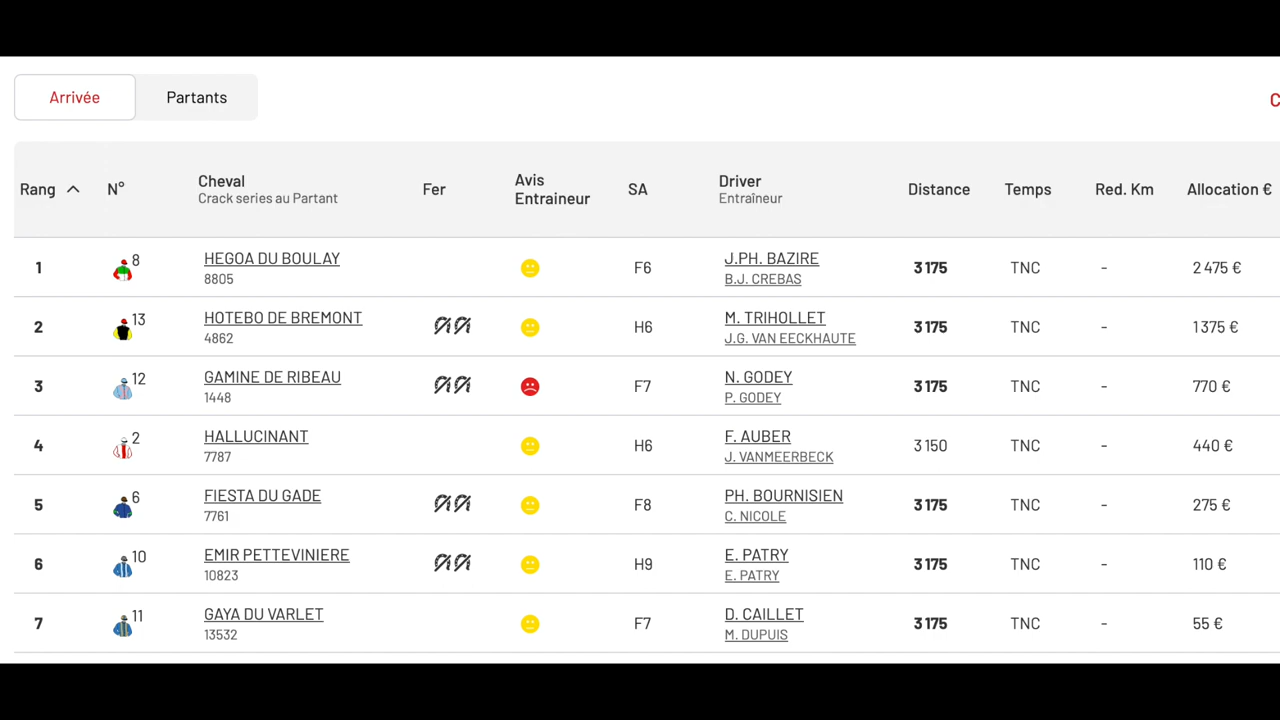 Arrivée Partants
C
Rang N° Cheval Fer Avis Entraineur SA Driver Distance Temps Red. Km Allocation €
Crack series au Partant Entraîneur
1 8 HEGOA DU BOULAY F6 J.PH. BAZIRE 3 175 TNC - 2 475 €
8805 B.J. CREBAS
2 13 HOTEBO DE BREMONT H6 M. TRIHOLLET 3 175 TNC - 1 375 €
4862 J.G. VAN EECKHAUTE
3 12 GAMINE DE RIBEAU F7 N. GODEY 3 175 TNC - 770 €
1448 P. GODEY
4 2 HALLUCINANT H6 F. AUBER 3 150 TNC - 440 €
7787 J. VANMEERBECK
5 6 FIESTA DU GADE F8 PH. BOURNISIEN 3 175 TNC - 275 €
7761 C. NICOLE
6 10 EMIR PETTEVINIERE H9 E. PATRY 3 175 TNC - 110 €
10823 E. PATRY
7 11 GAYA DU VARLET F7 D. CAILLET 3 175 TNC - 55 €
13532 M. DUPUIS